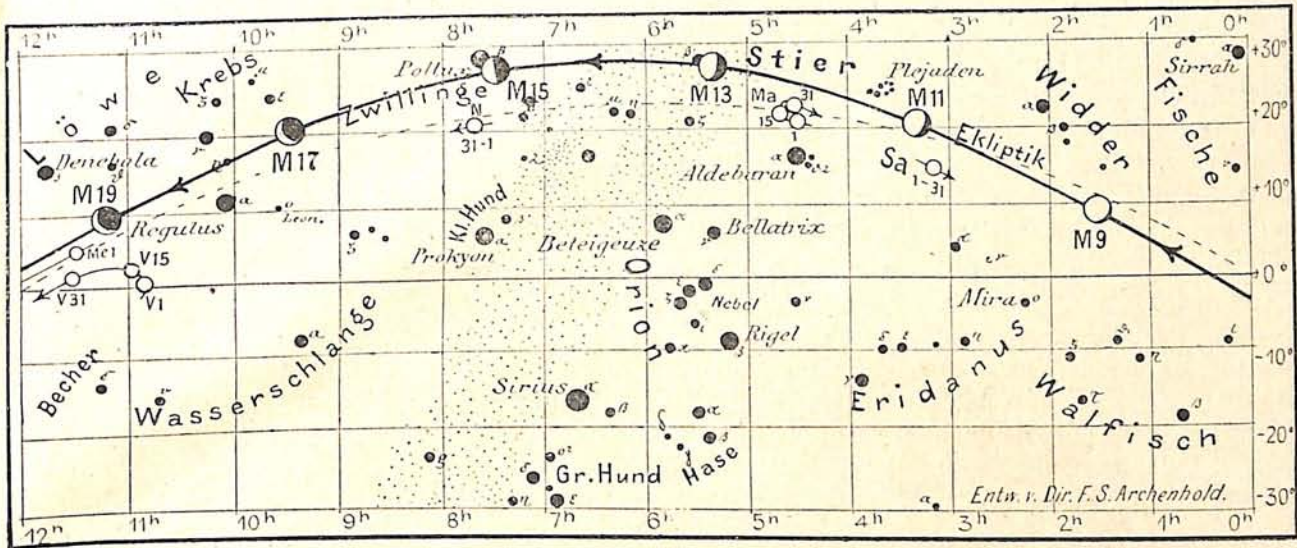 12h 11h 10h 9h 8h 7h 6h 5h 4h 3h 2h 1h 0h
+30°
+20°
+10°
+0°
-10°
-20°
-30°
Löwe
Krebs
Zwillinge
Stier
Plejaden
Widder
Fische
Sirrah
Pollux
M15
M13
M11
M17
M19
M9
Ekliptik
N
31-1
Ma
31
15
1
Sa 1-31
Denebola
Regulus
Leon.
Aldebaran
Kl. Hund
Prokyon
Beteigeuze
Bellatrix
Orion
Nebel
Rigel
Mira
Me1
V15
V31
V1
Becher
Wasserschlange
Sirius
Eridanus
Walfisch
Gr. Hund
Hase
Entw. v. Dir. F. S. Archenhold.
12h 11h 10h 9h 8h 7h 6h 5h 4h 3h 2h 1h 0h